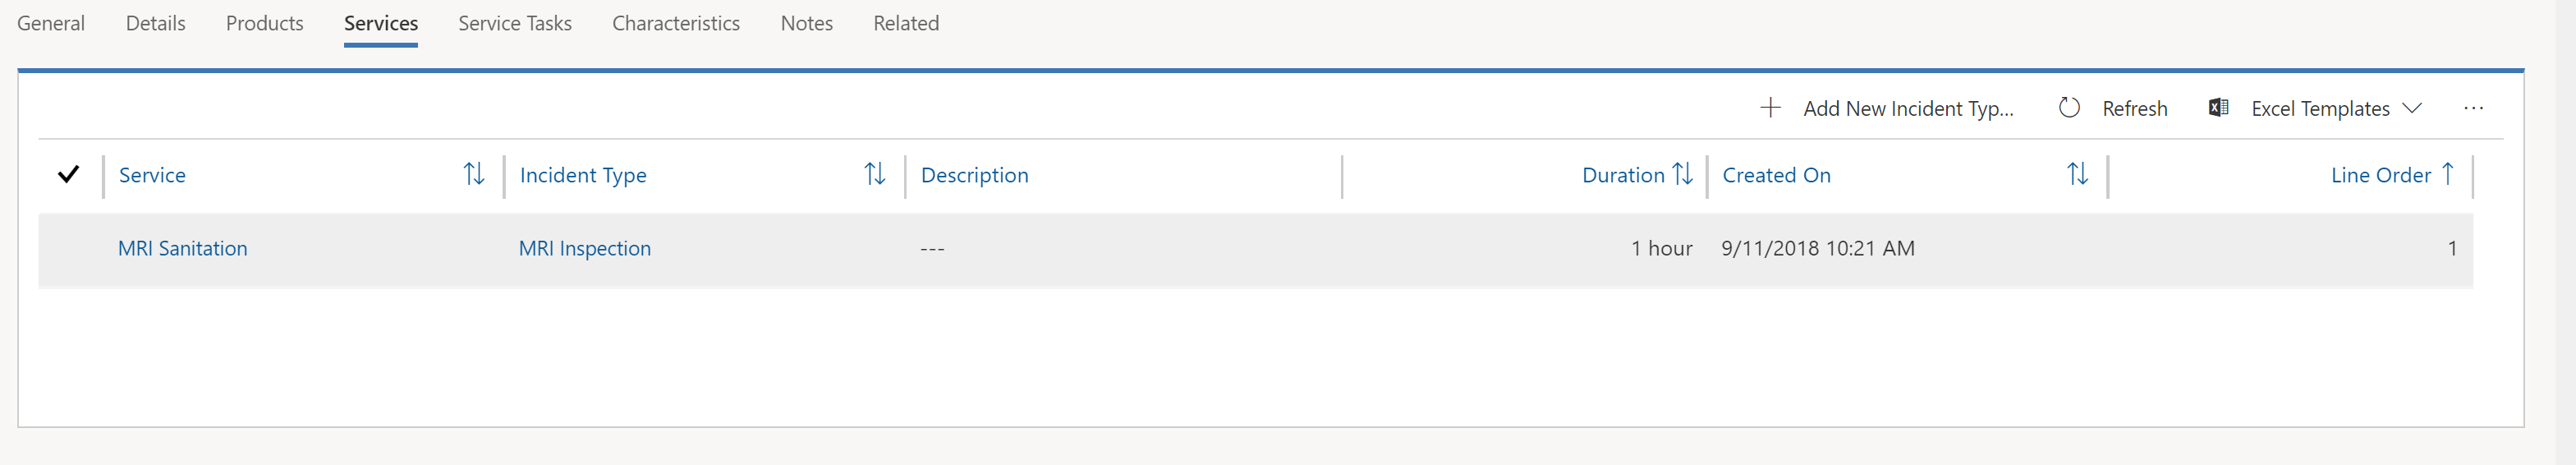 General Details Products Services Service Tasks Characteristics Notes Related
Add New Incident Typ... Refresh Excel Templates ...
Service Incident Type Description Duration Created On Line Order
MRI Sanitation MRI Inspection --- 1 hour 9/11/2018 10:21 AM 1